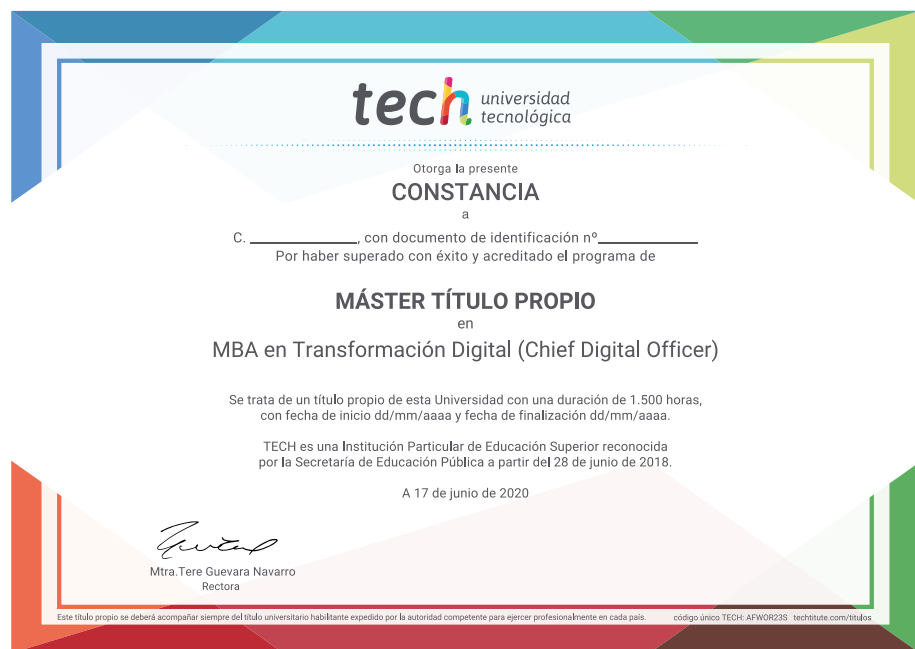 tech universidad
tecnológica
Otorga la presente
CONSTANCIA
a
C. ____________, con documento de identificación nº____________
Por haber superado con éxito y acreditado el programa de
MÁSTER TÍTULO PROPIO
en
MBA en Transformación Digital (Chief Digital Officer)
Se trata de un título propio de esta Universidad con una duración de 1.500 horas,
con fecha de inicio dd/mm/aaaa y fecha de finalización dd/mm/aaaa.
TECH es una Institución Particular de Educación Superior reconocida
por la Secretaría de Educación Pública a partir del 28 de junio de 2018.
A 17 de junio de 2020
Mtra.Tere Guevara Navarro
Rectora
Este título propio se deberá acompañar siempre del título universitario habilitante expedido por la autoridad competente para ejercer profesionalmente en cada país. código único TECH: AFWOR23S techtitute.com/titulos